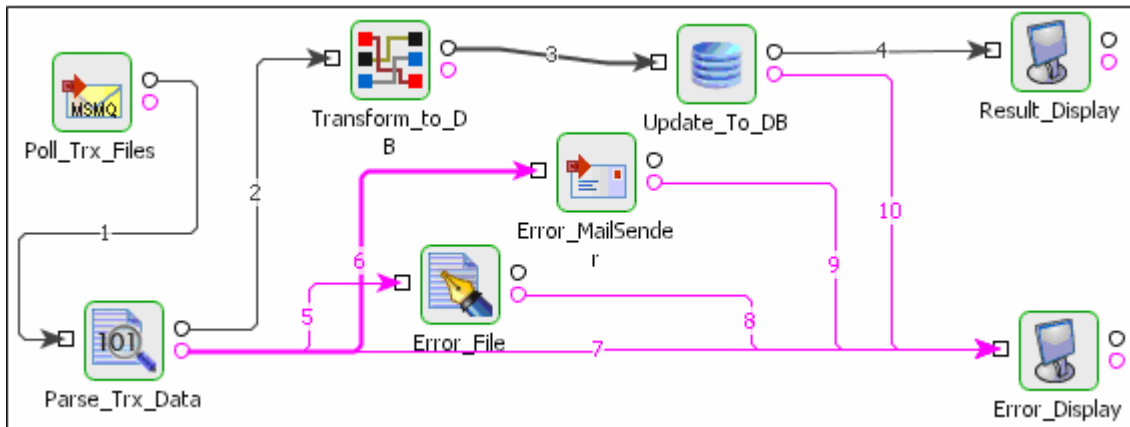 3
4
MSMQ
Poll_Trx_Files
Transform_to_D
B
Update_To_DB
Result_Display
2
1
Error_MailSende
r
10
6
9
5
8
101
Error_File
7
Parse_Trx_Data
Error_Display